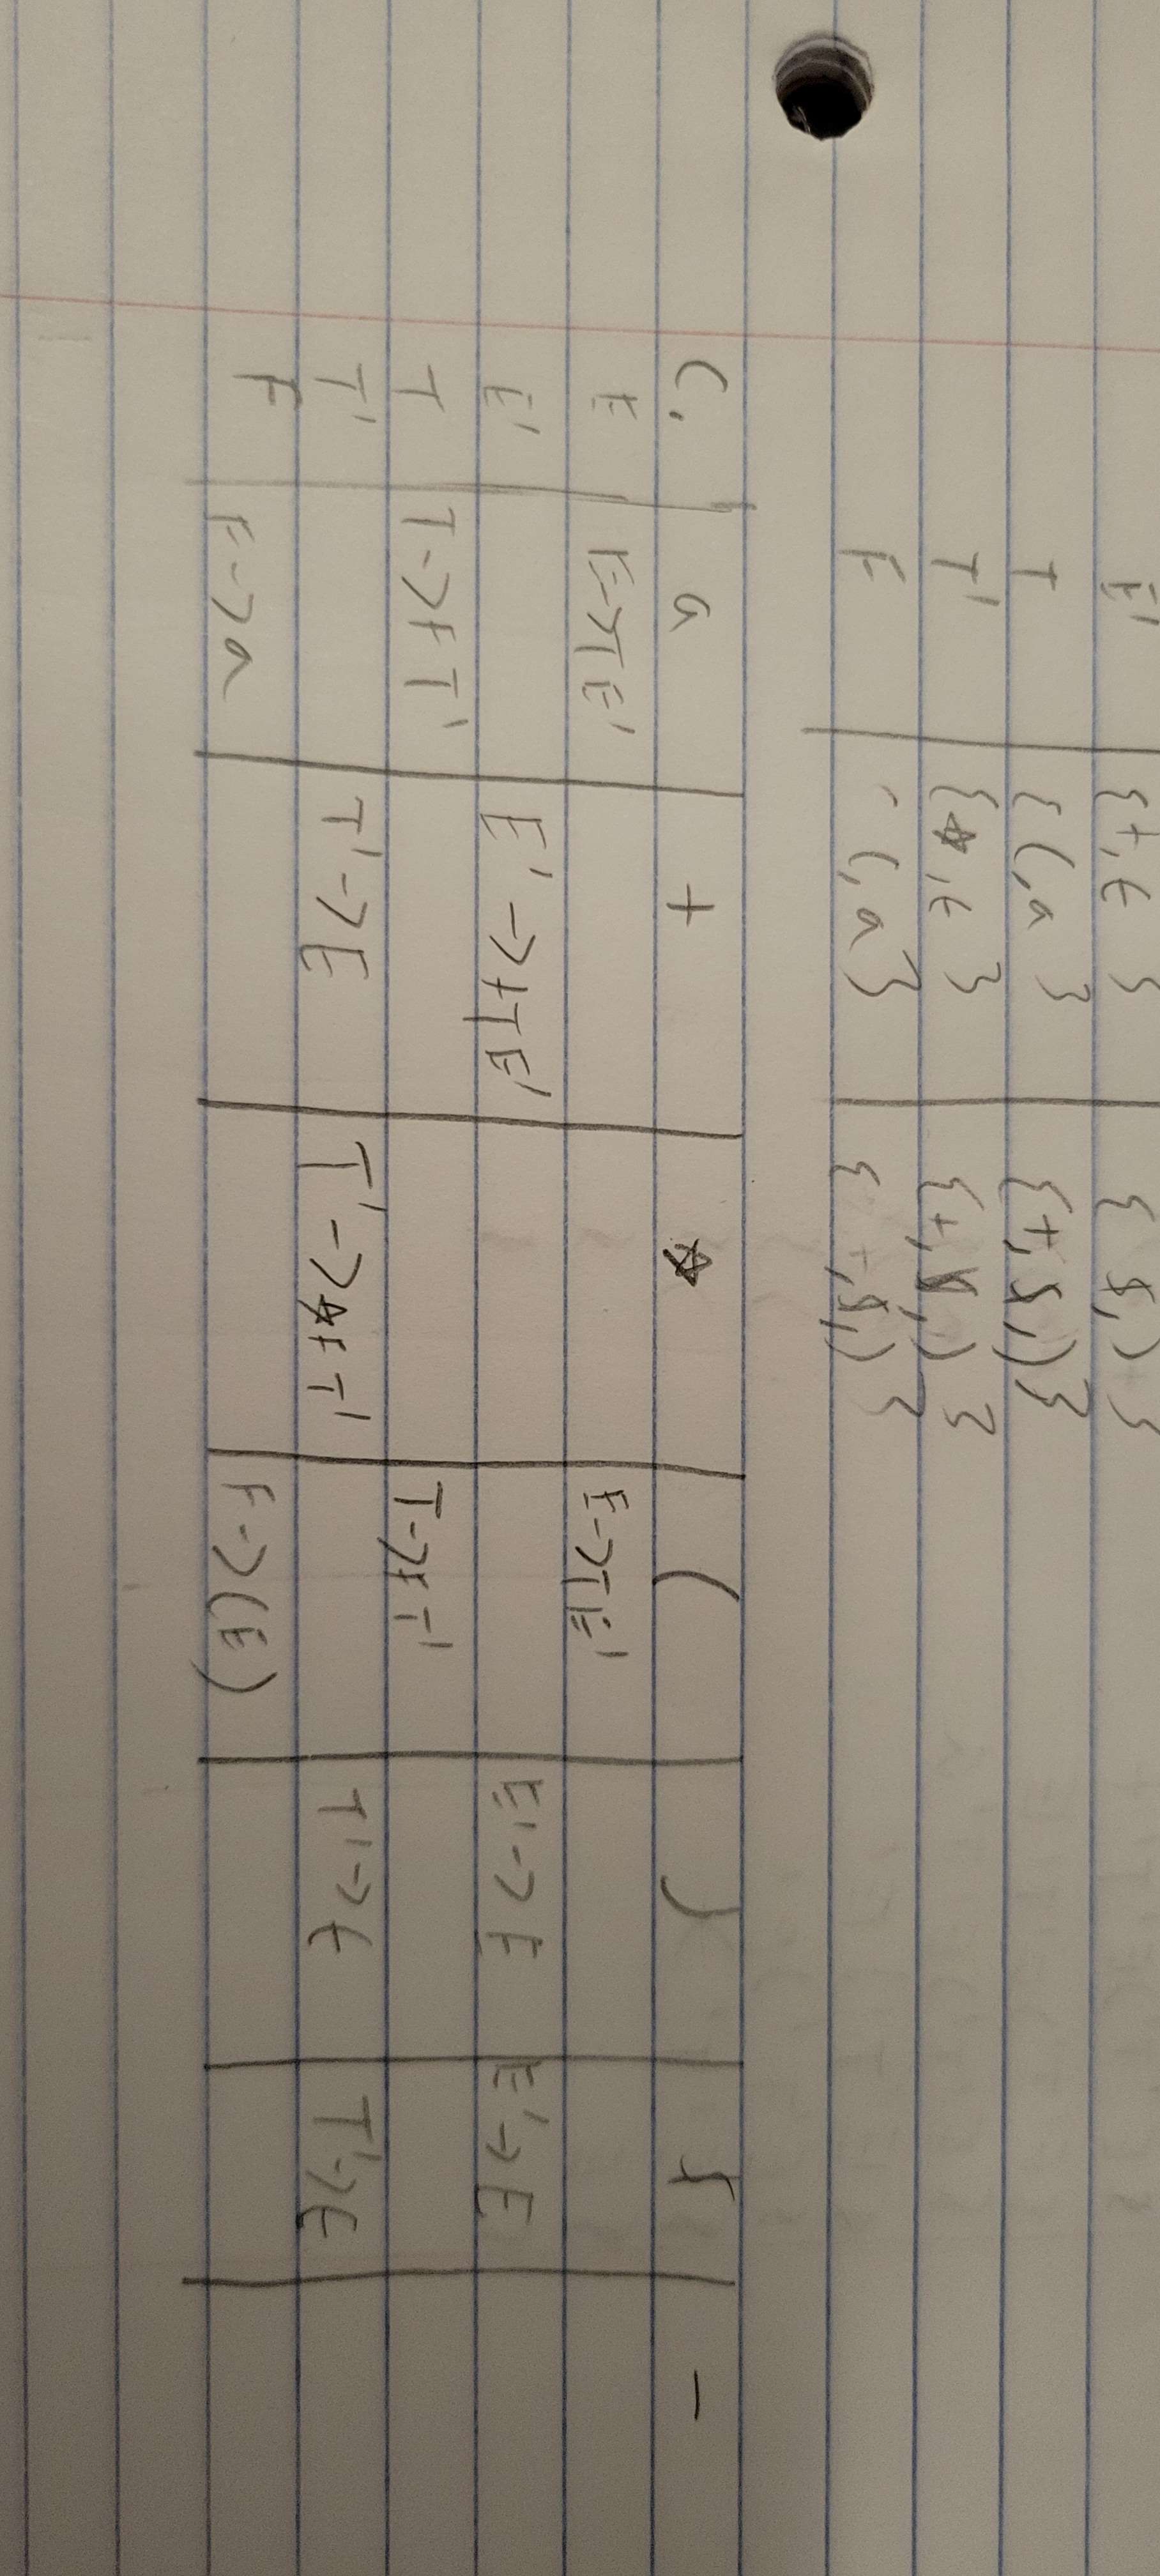 E' {+, ε } { $, ) }
T { (, a } {+, $, ) }
T' {☆, ε } {+, $, ) }
F (, a } { +, $, ) }
C. a + ☆ ( ) $ -
E E->TE' E->TE'
E' E'->+TE' E'->E E'->E
T T->FT' T->FT'
T' T'->E T'->☆FT' T'->ε T'->ε
F F->a F->(E)